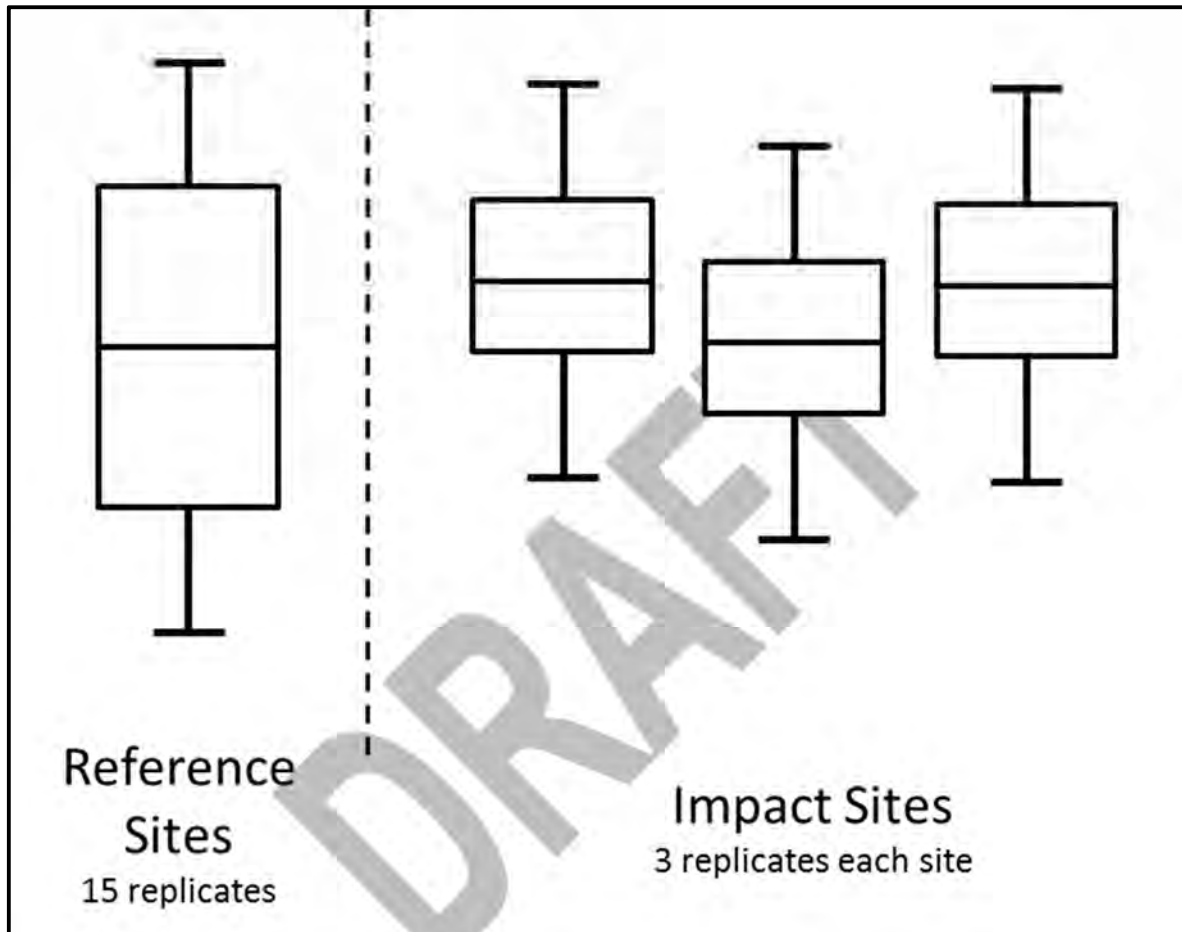 Reference
Sites
15 replicates
Impact Sites
3 replicates each site
DRAFT